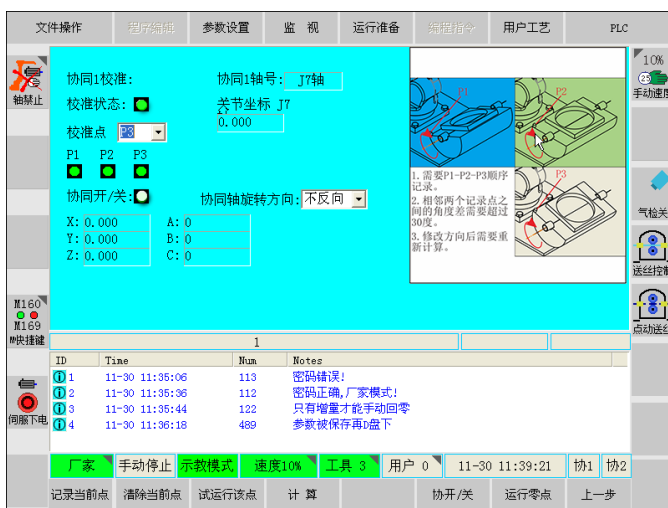 文件操作 程序编辑 参数设置 监 视 运行准备 编程指令 用户工艺 PLC
轴禁止
协同1校准: 协同1轴号: J7轴
校准状态: 关节坐标 J7
0.000
校准点 P3
P1 P2 P3
协同开/关: 协同轴旋转方向: 不反向
X: 0.000 A: 0
Y: 0.000 B: 0
Z: 0.000 C: 0
P1 P2
P3
1.需要P1-P2-P3顺序
记录。
2.相邻两个记录点之
间的角度差需要超过
30度。
3.修改方向后需要重
新计算。
10%
手动速度
气检关
送丝控制
点动送丝
M160
M169
M快捷键
伺服下电
1
ID Time Num Notes
1 11-30 11:35:06 113 密码错误!
2 11-30 11:35:36 112 密码正确,厂家模式!
3 11-30 11:35:44 122 只有增量才能手动回零
4 11-30 11:36:18 489 参数被保存再D盘下
厂家 手动停止 示教模式 速度10% 工具 3 用户 0 11-30 11:39:21 协1 协2
记录当前点 清除当前点 试运行该点 计 算 协开/关 运行零点 上一步